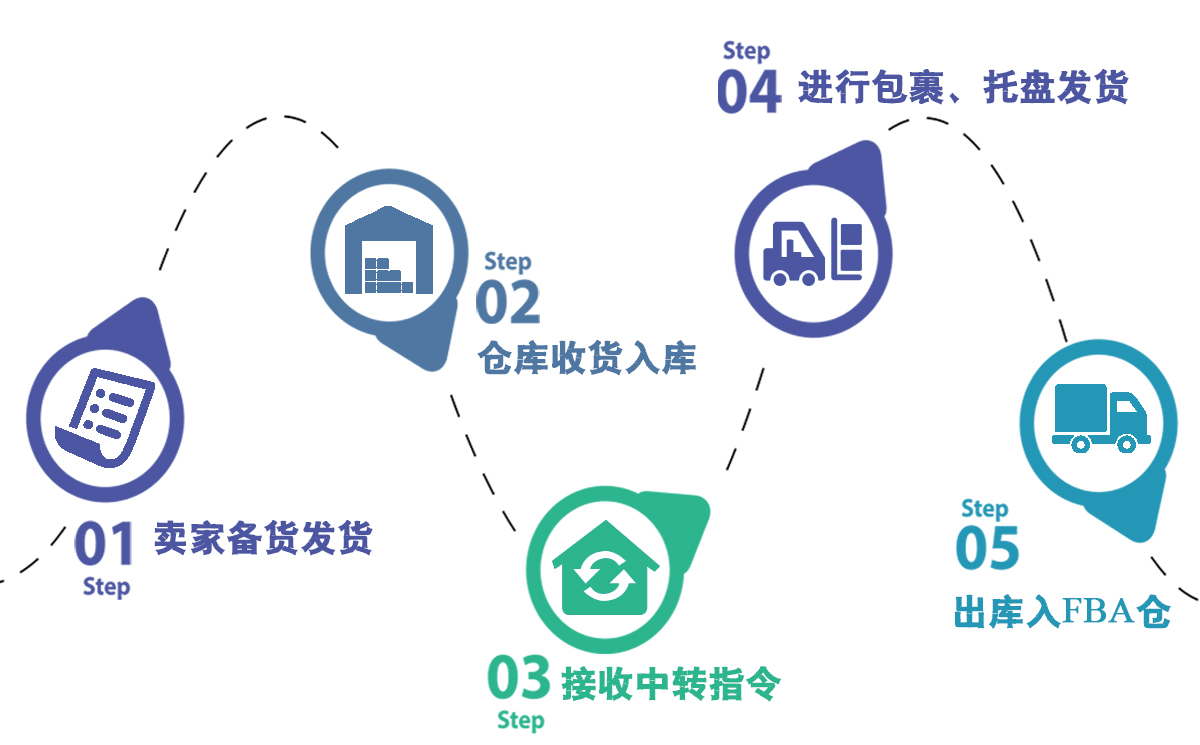 01
Step
卖家备货发货
Step
02
仓库收货入库
03
Step
接收中转指令
Step
04
进行包裹、托盘发货
Step
05
出库入FBA仓